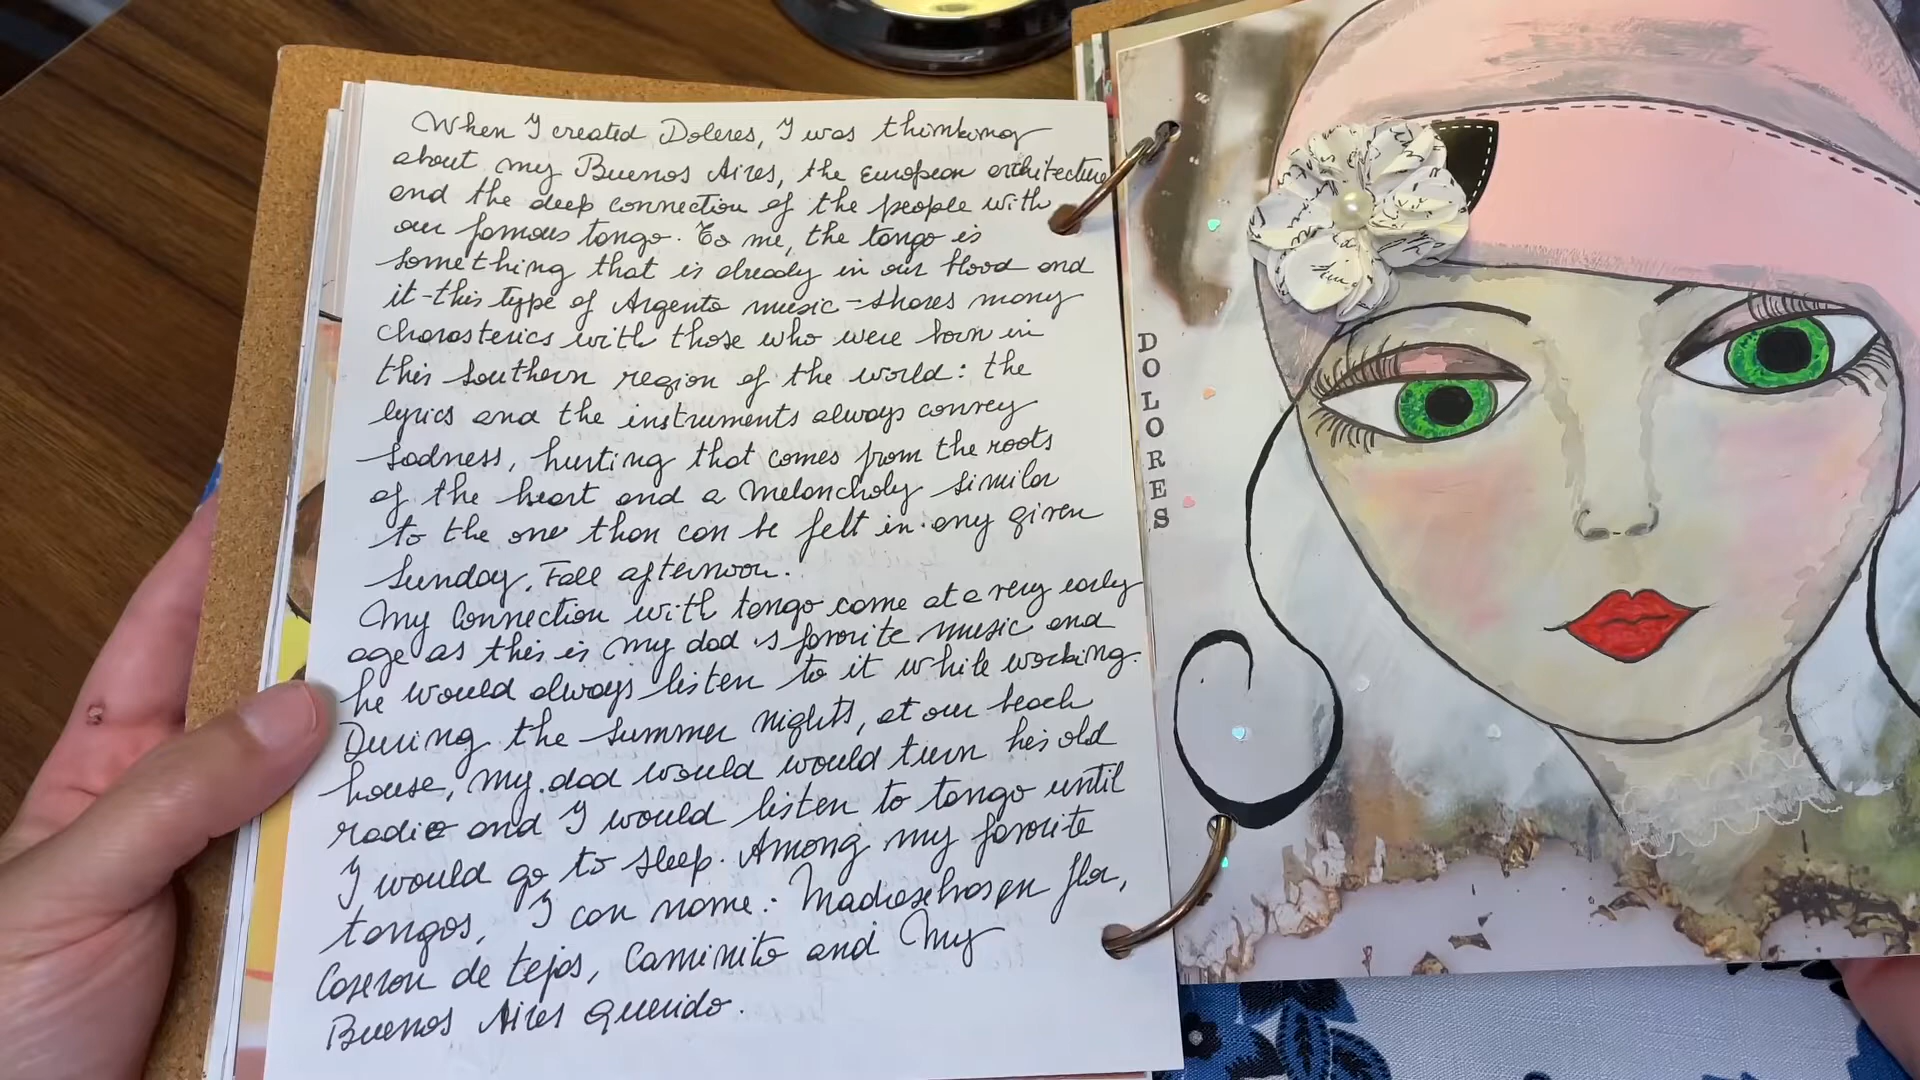 When I created Dolores, I was thinking
about my Buenos Aires, the European architecture
and the deep connection of the people with
our famous tango. To me, the tango is
something that is already in our blood and
it-this type of Argento music-shares many
charasterics with those who were born in
this southern region of the world: the
lyrics and the instruments always convey
sadness, hurting that comes from the roots
of the heart and a melancholy similar
to the one than can be felt in any given
Sunday, Fall afternoon.
My Connection with tango came at a very early
age as this is my dad's favorite music and
he would always listen to it while working.
During the summer nights, at our beach
house, my dad would would turn his old
radio and I would listen to tango until
I would go to sleep. Among my favorite
tangos, I can name: Madreselvas en flor,
Caseron de tejas, Caminito and My
Buenos Aires querido.
DOLORES